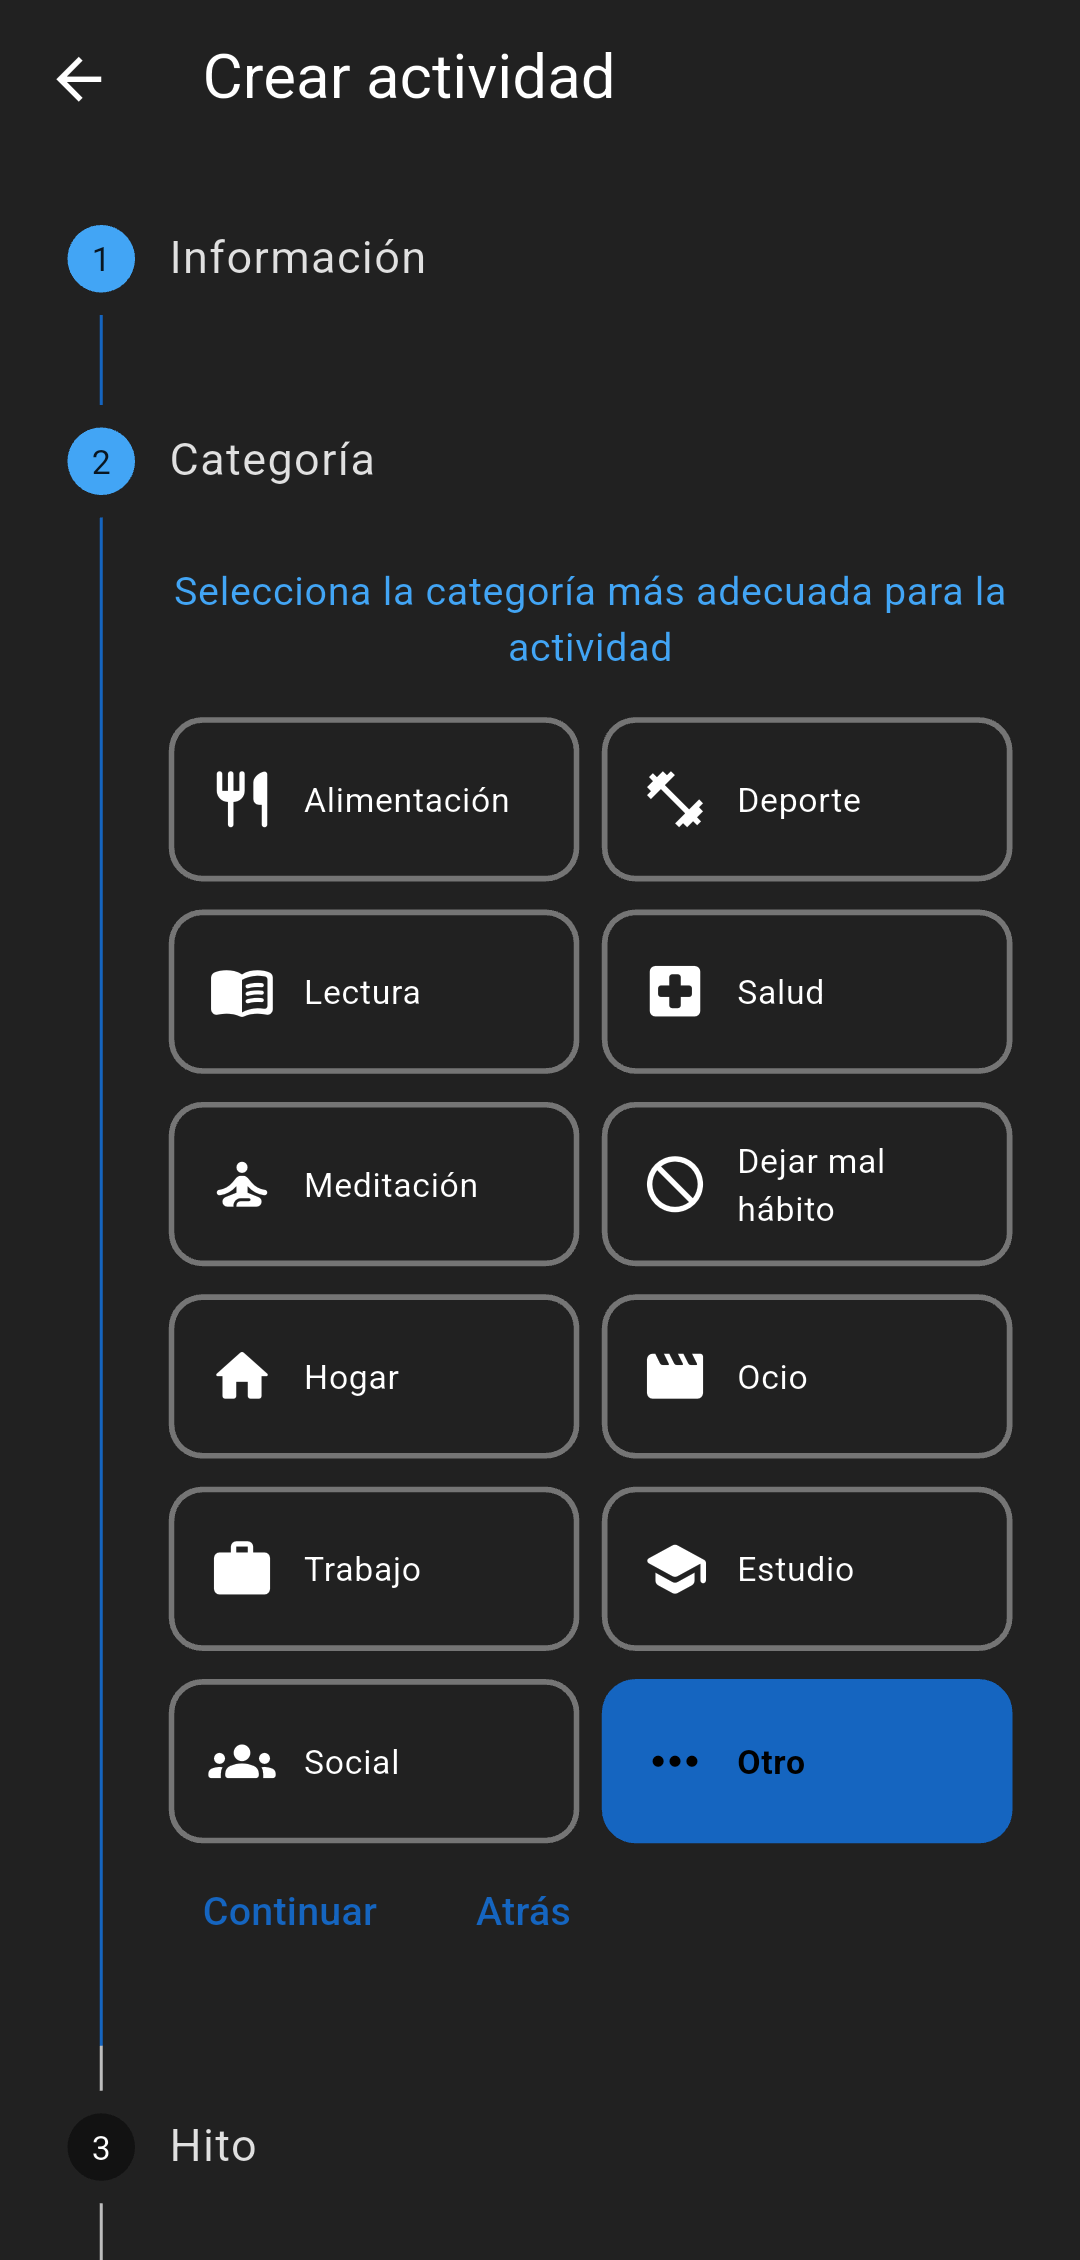 Crear actividad
1 Información
2 Categoría
Selecciona la categoría más adecuada para la
actividad
Alimentación
Deporte
Lectura
Salud
Meditación
Dejar mal
hábito
Hogar
Ocio
Trabajo
Estudio
Social
Otro
Continuar
Atrás
3 Hito